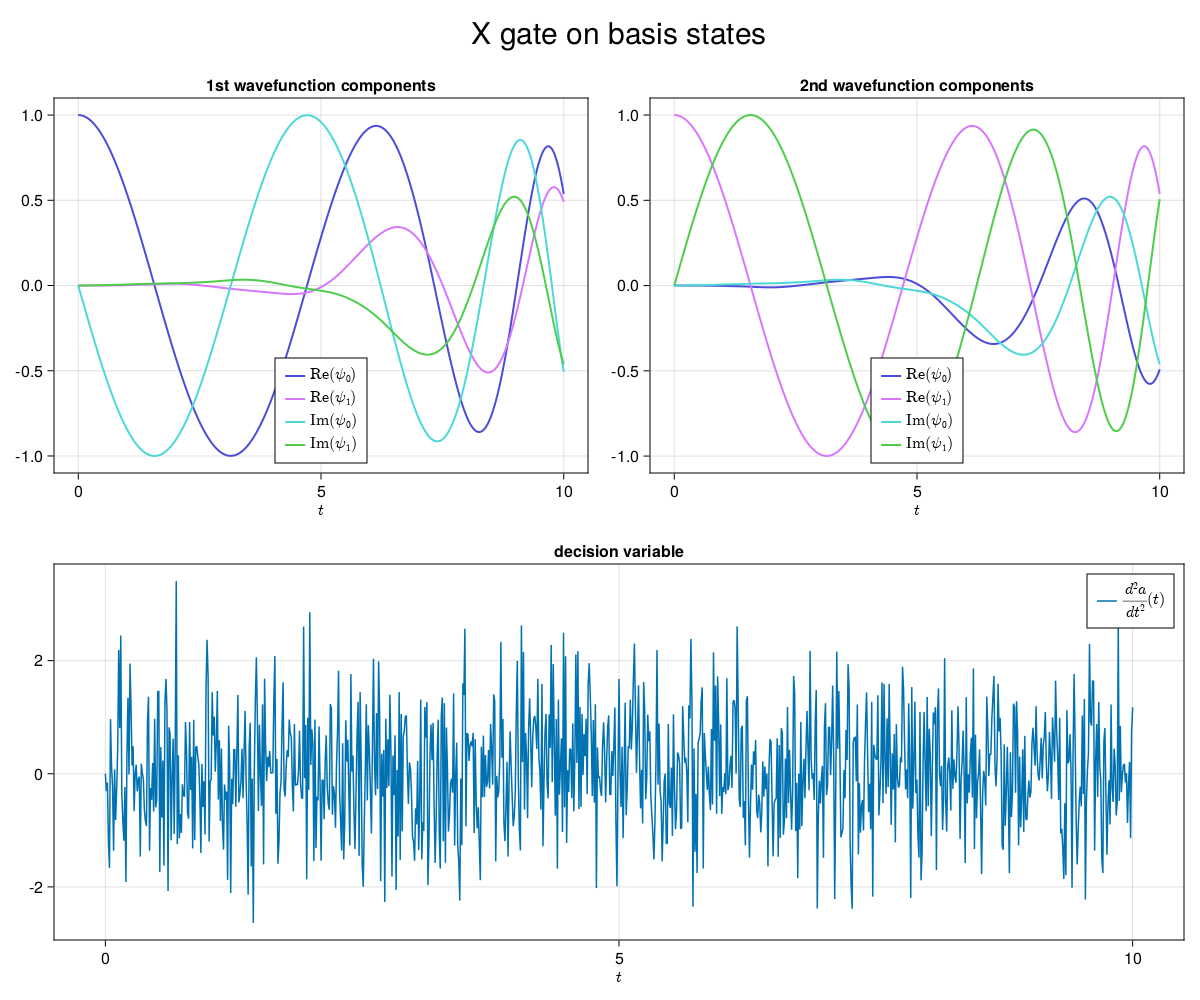 X gate on basis states
1st wavefunction components
1.0
0.5
0.0
-0.5
-1.0
Re(ψ₀)
Re(ψ₁)
Im(ψ₀)
Im(ψ₁)
0 5 10
t
2nd wavefunction components
1.0
0.5
0.0
-0.5
-1.0
Re(ψ₀)
Re(ψ₁)
Im(ψ₀)
Im(ψ₁)
0 5 10
t
decision variable
d²a/dt²(t)
2
0
-2
0 5 10
t